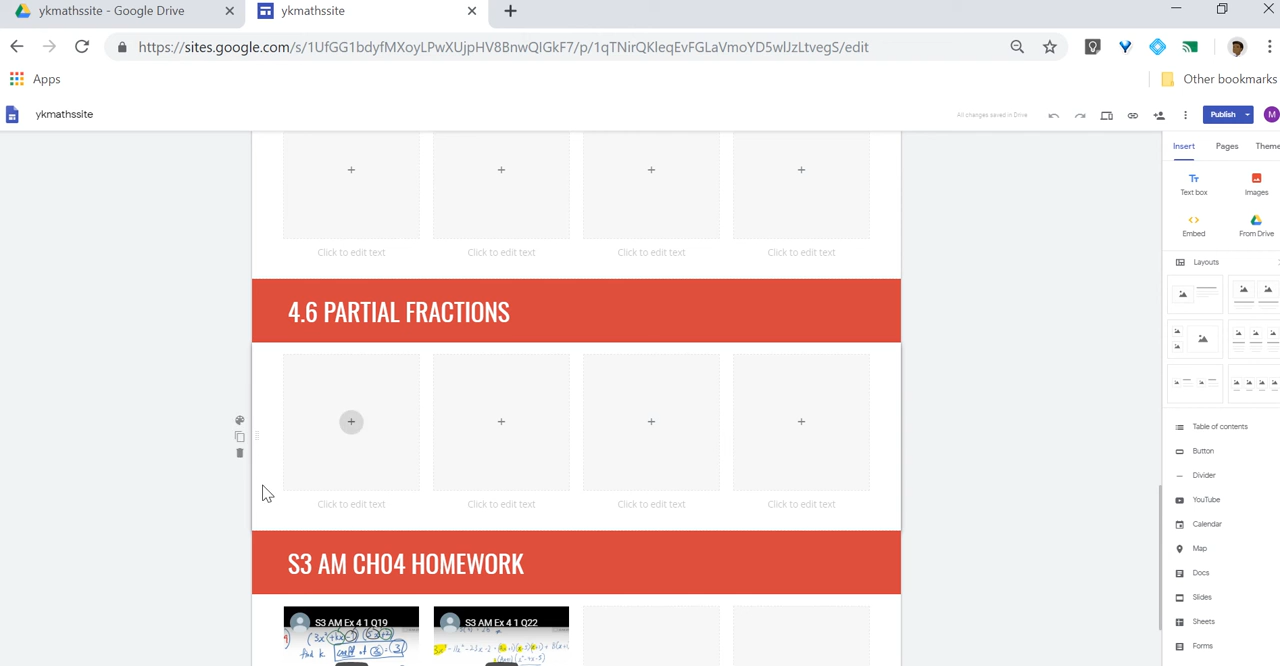 ykmathssite - Google Drive
ykmathssite
https://sites.google.com/s/1UfGG1bdyfMXoyLPwXUjpHV8BnwQIGkF7/p/1qTNirQKleqEvFGLaVmoYD5wlJzLtvegS/edit
Apps
Other bookmarks
ykmathssite
All changes saved in Drive
Publish
M
Insert
Pages
Theme
Tt
Text box
Images
Embed
From Drive
Layouts
Click to edit text
Click to edit text
Click to edit text
Click to edit text
4.6 PARTIAL FRACTIONS
Click to edit text
Click to edit text
Click to edit text
Click to edit text
S3 AM CH04 HOMEWORK
S3 AM Ex 4 1 Q19
S3 AM Ex 4 1 Q22
find k
Table of contents
Button
Divider
YouTube
Calendar
Map
Docs
Slides
Sheets
Forms